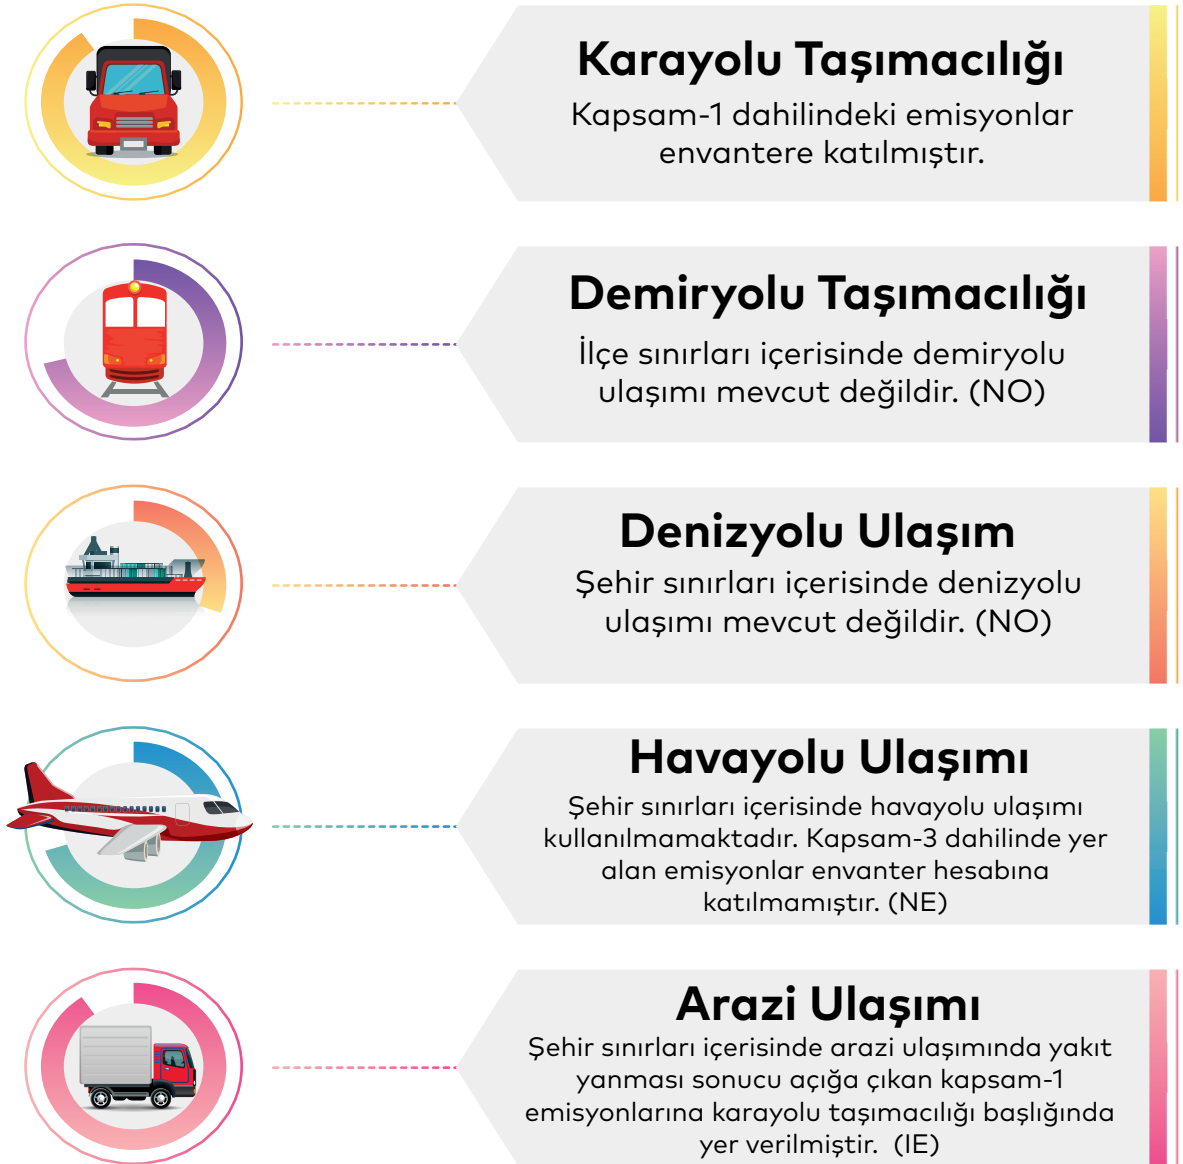 Karayolu Taşımacılığı
Kapsam-1 dahilindeki emisyonlar
envantere katılmıştır.
Demiryolu Taşımacılığı
İlçe sınırları içerisinde demiryolu
ulaşımı mevcut değildir. (NO)
Denizyolu Ulaşım
Şehir sınırları içerisinde denizyolu
ulaşımı mevcut değildir. (NO)
Havayolu Ulaşımı
Şehir sınırları içerisinde havayolu ulaşımı
kullanılmamaktadır. Kapsam-3 dahilinde yer
alan emisyonlar envanter hesabına
katılmamıştır. (NE)
Arazi Ulaşımı
Şehir sınırları içerisinde arazi ulaşımında yakıt
yanması sonucu açığa çıkan kapsam-1
emisyonlarına karayolu taşımacılığı başlığında
yer verilmiştir. (IE)